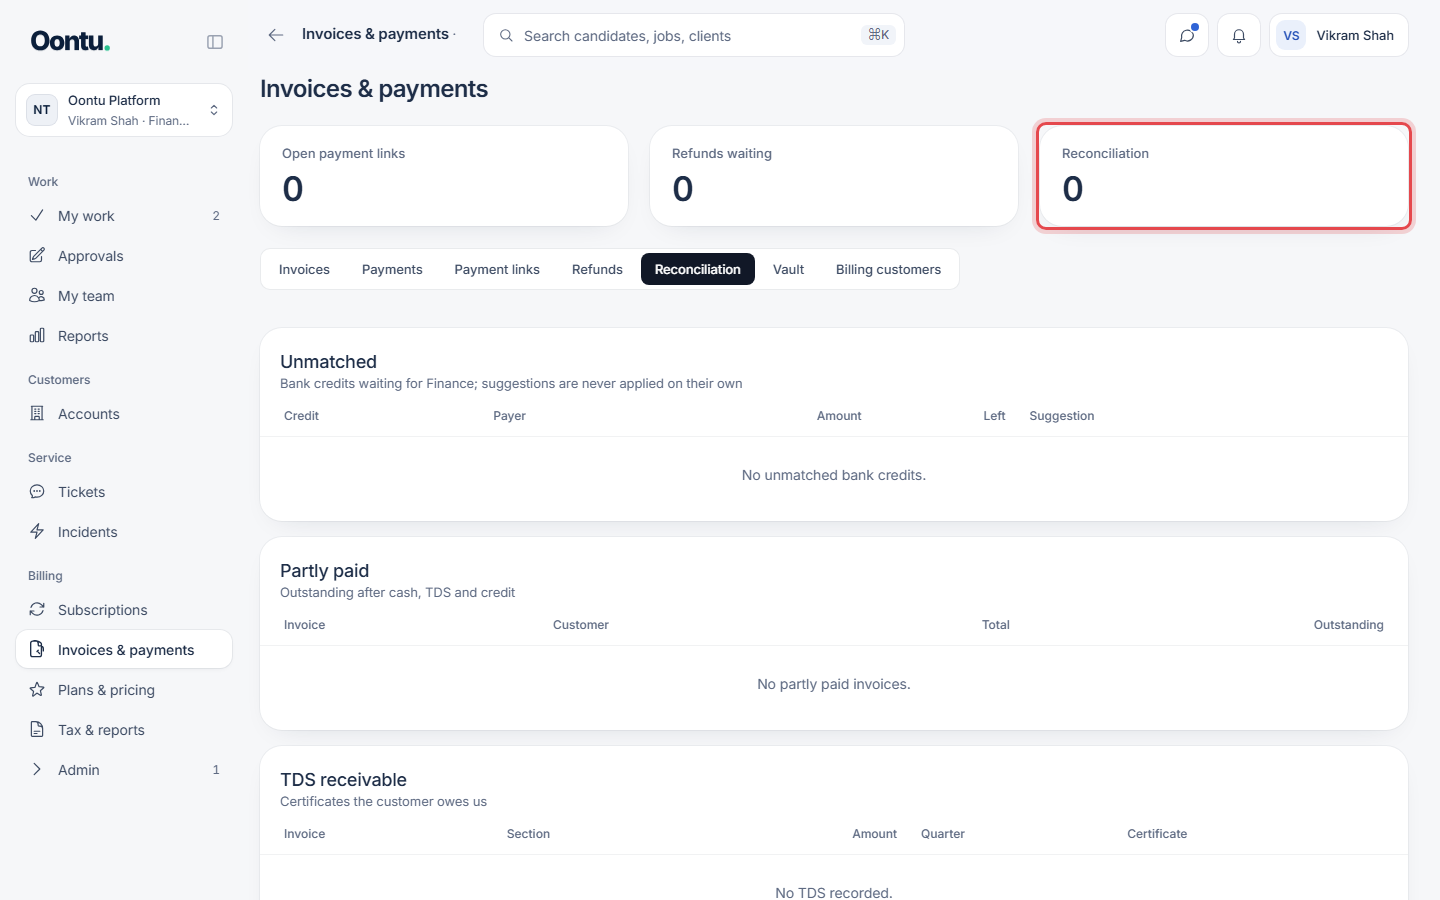 Oontu.
NT
Oontu Platform
Vikram Shah · Finan...
Work
My work 2
Approvals
My team
Reports
Customers
Accounts
Service
Tickets
Incidents
Billing
Subscriptions
Invoices & payments
Plans & pricing
Tax & reports
Admin 1
Invoices & payments ·
Search candidates, jobs, clients ⌘K
VS Vikram Shah
Invoices & payments
Open payment links
0
Refunds waiting
0
Reconciliation
0
Invoices Payments Payment links Refunds Reconciliation Vault Billing customers
Unmatched
Bank credits waiting for Finance; suggestions are never applied on their own
Credit Payer Amount Left Suggestion
No unmatched bank credits.
Partly paid
Outstanding after cash, TDS and credit
Invoice Customer Total Outstanding
No partly paid invoices.
TDS receivable
Certificates the customer owes us
Invoice Section Amount Quarter Certificate
No TDS recorded.